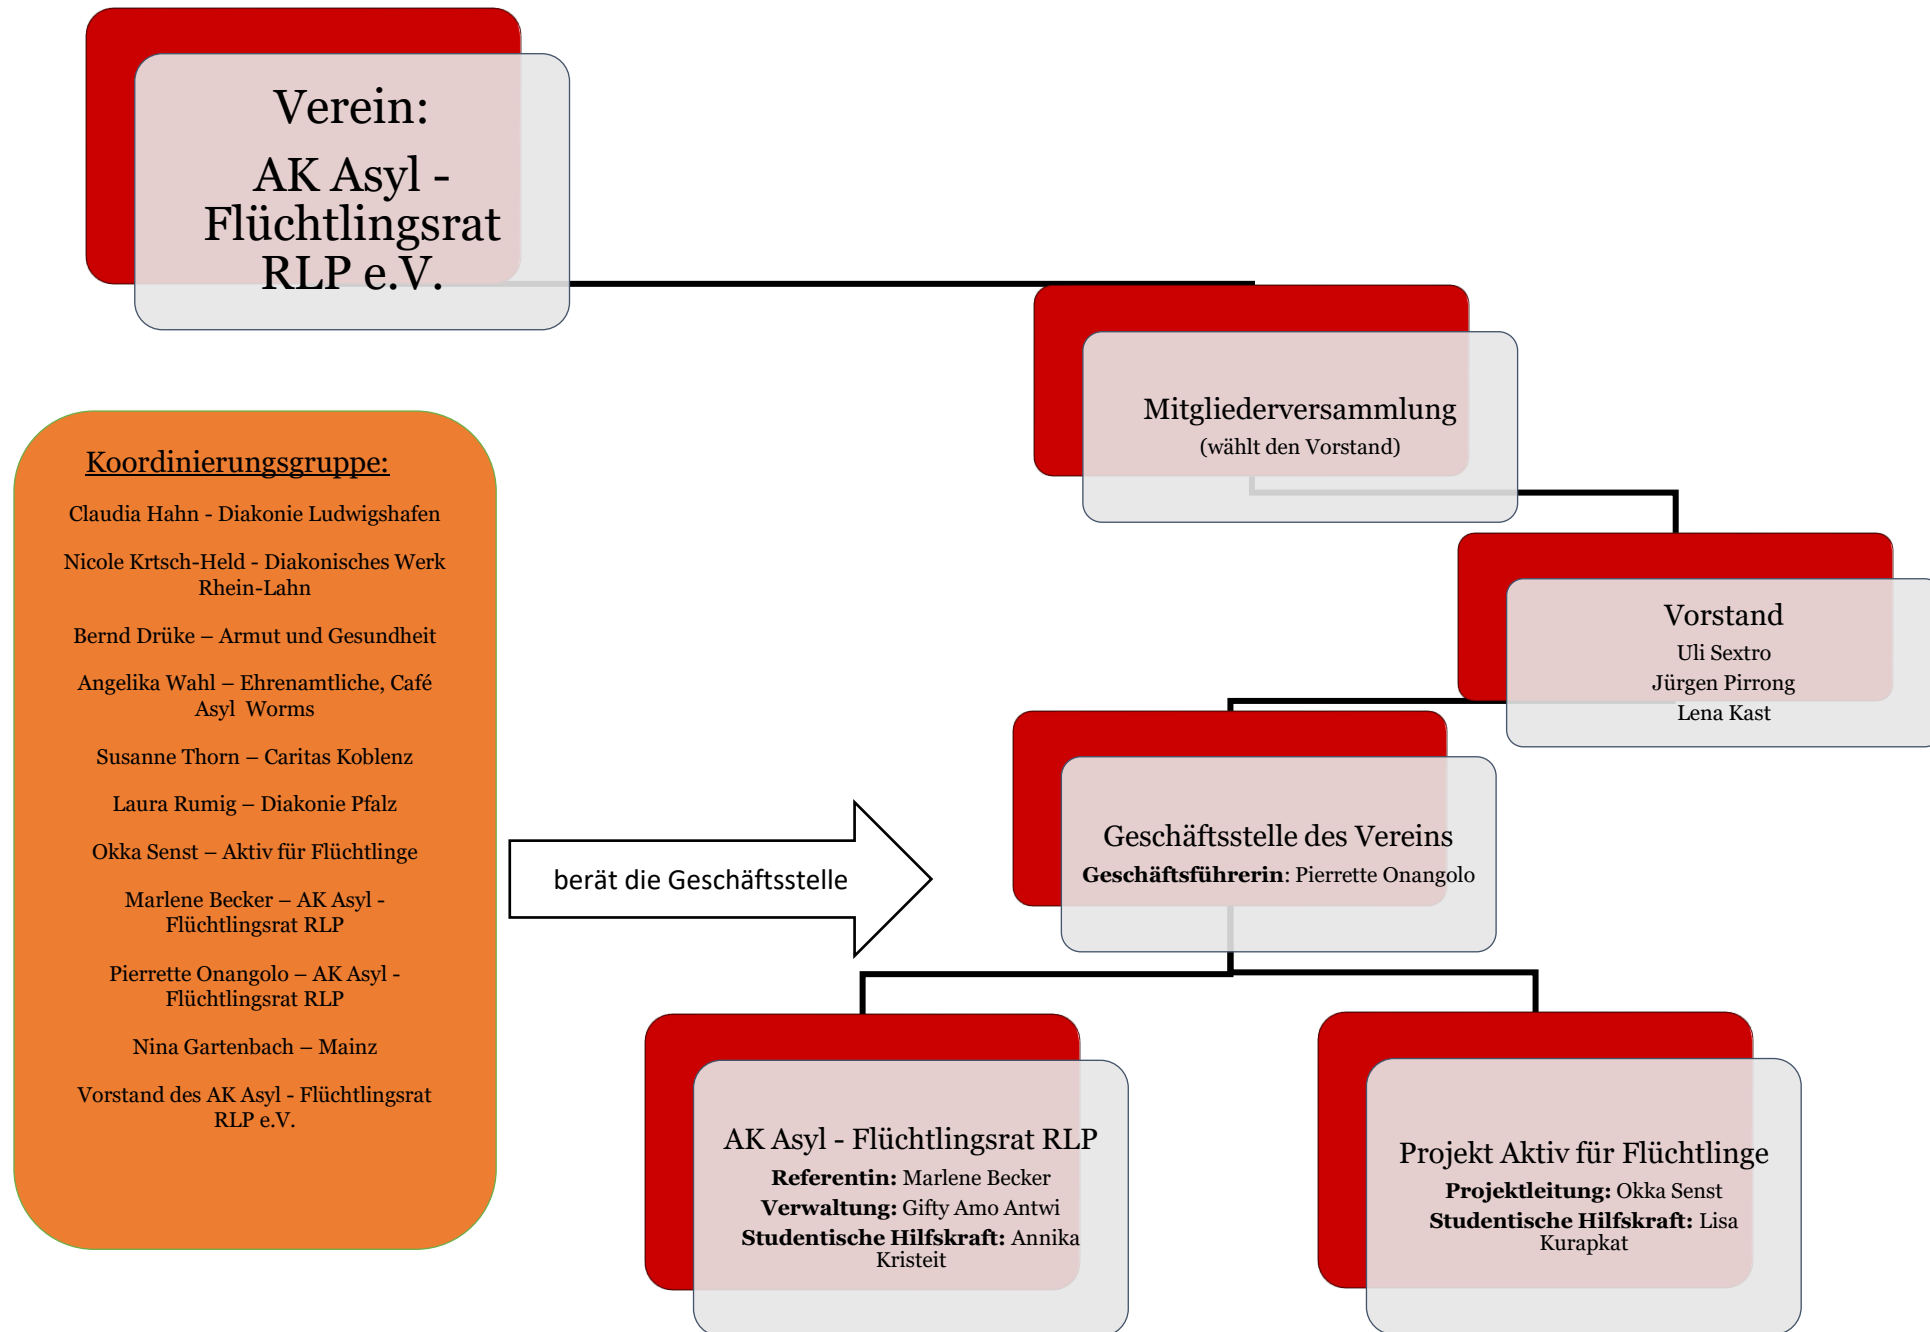 Verein:
AK Asyl -
Flüchtlingsrat
RLP e.V.
Mitgliederversammlung
(wählt den Vorstand)
Vorstand
Uli Sextro
Jürgen Pirrong
Lena Kast
Koordinierungsgruppe:
Claudia Hahn - Diakonie Ludwigshafen
Nicole Krtsch-Held - Diakonisches Werk
Rhein-Lahn
Bernd Drüke – Armut und Gesundheit
Angelika Wahl – Ehrenamtliche, Café
Asyl Worms
Susanne Thorn – Caritas Koblenz
Laura Rumig – Diakonie Pfalz
Okka Senst – Aktiv für Flüchtlinge
Marlene Becker – AK Asyl -
Flüchtlingsrat RLP
Pierrette Onangolo – AK Asyl -
Flüchtlingsrat RLP
Nina Gartenbach – Mainz
Vorstand des AK Asyl - Flüchtlingsrat
RLP e.V.
berät die Geschäftsstelle
Geschäftsstelle des Vereins
Geschäftsführerin: Pierrette Onangolo
AK Asyl - Flüchtlingsrat RLP
Referentin: Marlene Becker
Verwaltung: Gifty Amo Antwi
Studentische Hilfskraft: Annika
Kristeit
Projekt Aktiv für Flüchtlinge
Projektleitung: Okka Senst
Studentische Hilfskraft: Lisa
Kurapkat